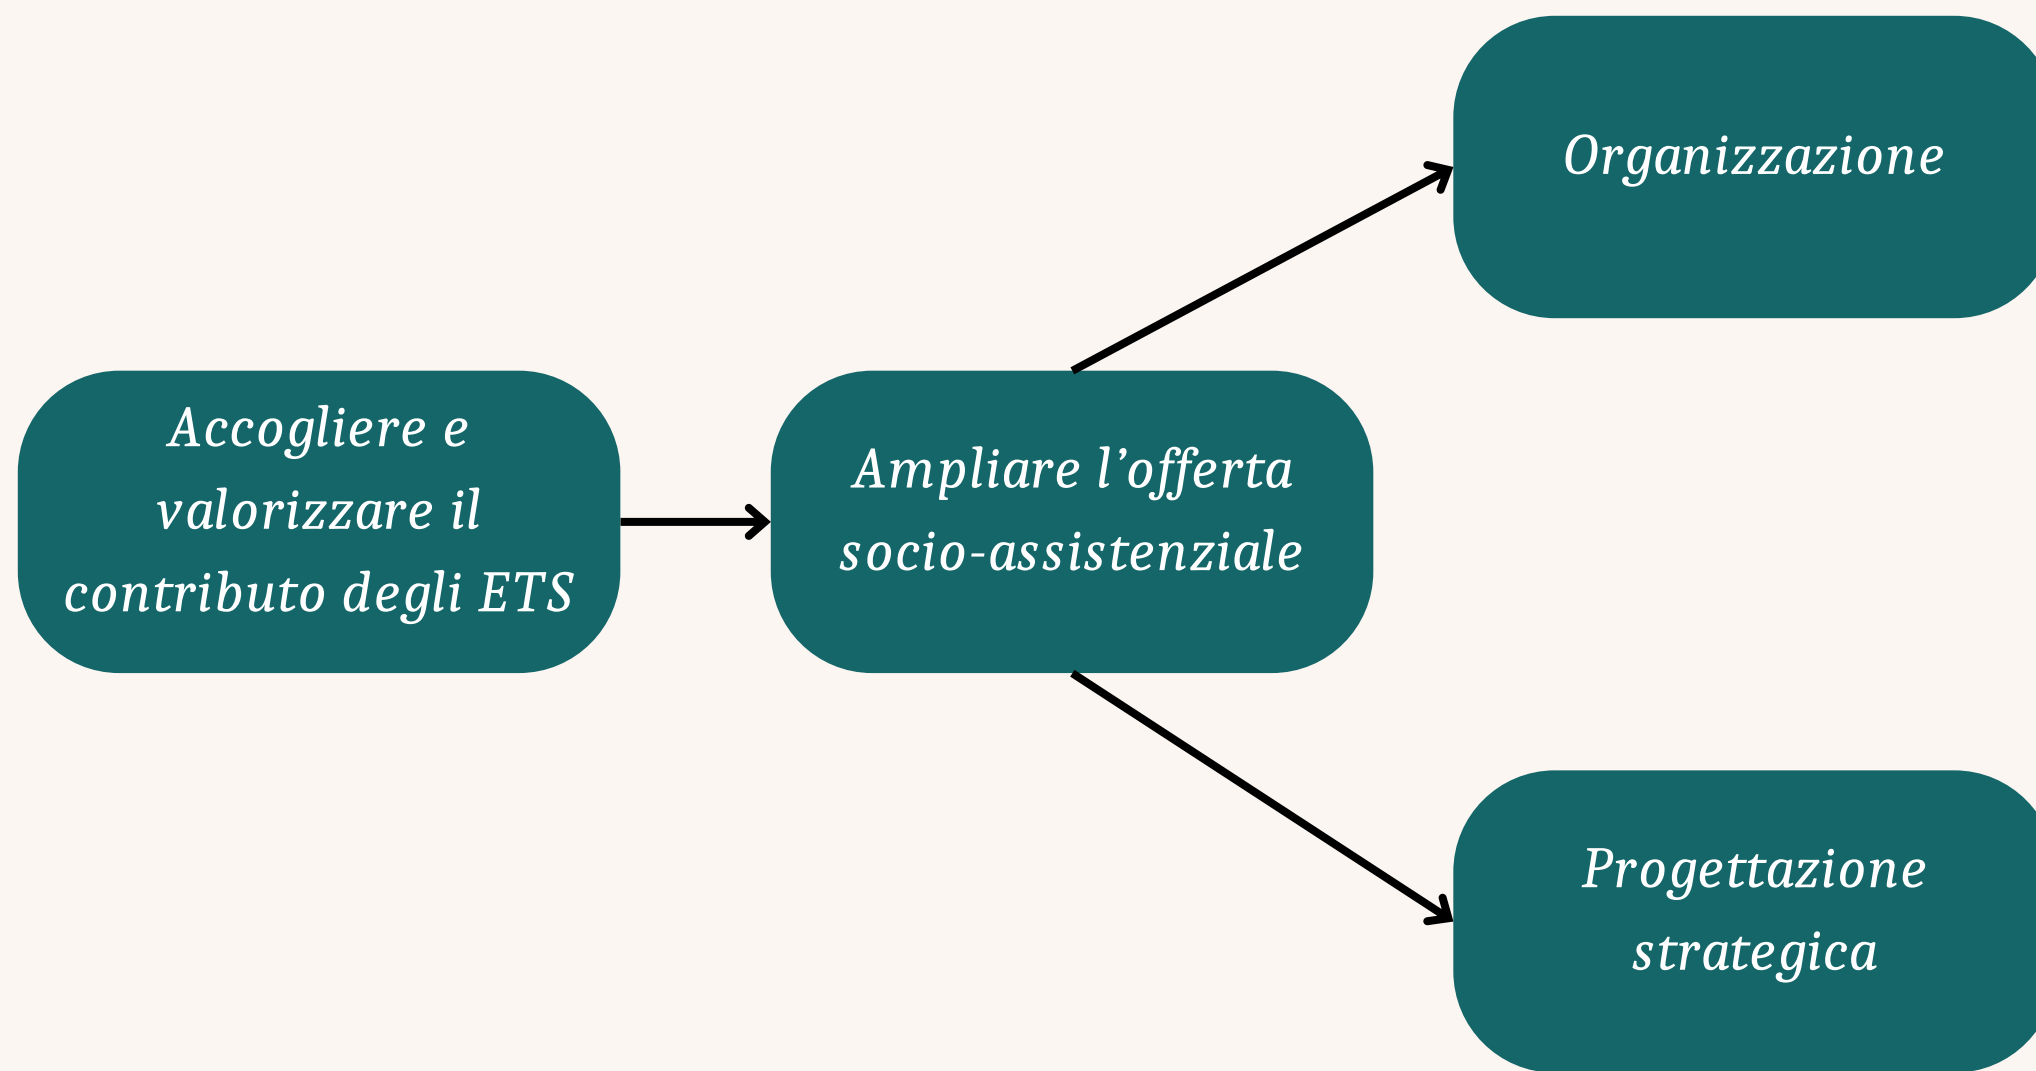 Accogliere e
valorizzare il
contributo degli ETS
Ampliare l’offerta
socio-assistenziale
Organizzazione
Progettazione
strategica